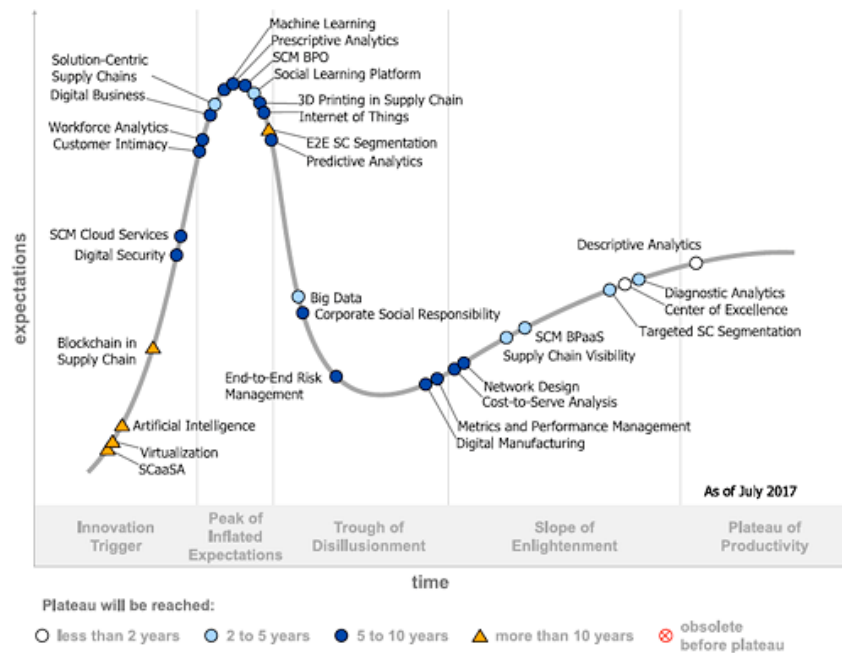 Machine Learning
Prescriptive Analytics
SCM BPO
Social Learning Platform
3D Printing in Supply Chain
Internet of Things
E2E SC Segmentation
Predictive Analytics
Solution-Centric
Supply Chains
Digital Business
Workforce Analytics
Customer Intimacy
SCM Cloud Services
Digital Security
Blockchain in
Supply Chain
Artificial Intelligence
Virtualization
SCaaSA
Big Data
Corporate Social Responsibility
End-to-End Risk
Management
Descriptive Analytics
Diagnostic Analytics
Center of Excellence
Targeted SC Segmentation
SCM BPaaS
Supply Chain Visibility
Network Design
Cost-to-Serve Analysis
Metrics and Performance Management
Digital Manufacturing
expectations
As of July 2017
Innovation
Trigger
Peak of
Inflated
Expectations
Trough of
Disillusionment
Slope of
Enlightenment
Plateau of
Productivity
time
Plateau will be reached:
less than 2 years
2 to 5 years
5 to 10 years
more than 10 years
obsolete
before plateau